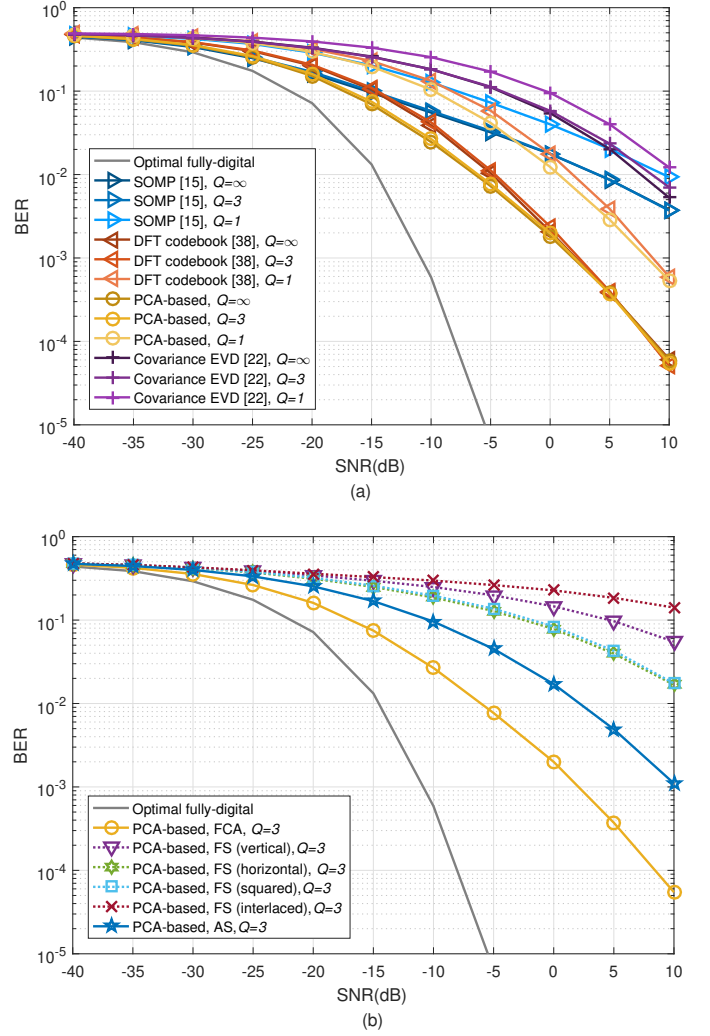 10^0
10^-1
10^-2
10^-3
10^-4
10^-5
BER
Optimal fully-digital
SOMP [15], Q=∞
SOMP [15], Q=3
SOMP [15], Q=1
DFT codebook [38], Q=∞
DFT codebook [38], Q=3
DFT codebook [38], Q=1
PCA-based, Q=∞
PCA-based, Q=3
PCA-based, Q=1
Covariance EVD [22], Q=∞
Covariance EVD [22], Q=3
Covariance EVD [22], Q=1
-40 -35 -30 -25 -20 -15 -10 -5 0 5 10
SNR(dB)
(a)
10^0
10^-1
10^-2
10^-3
10^-4
10^-5
BER
Optimal fully-digital
PCA-based, FCA, Q=3
PCA-based, FS (vertical), Q=3
PCA-based, FS (horizontal), Q=3
PCA-based, FS (squared), Q=3
PCA-based, FS (interlaced), Q=3
PCA-based, AS, Q=3
-40 -35 -30 -25 -20 -15 -10 -5 0 5 10
SNR(dB)
(b)